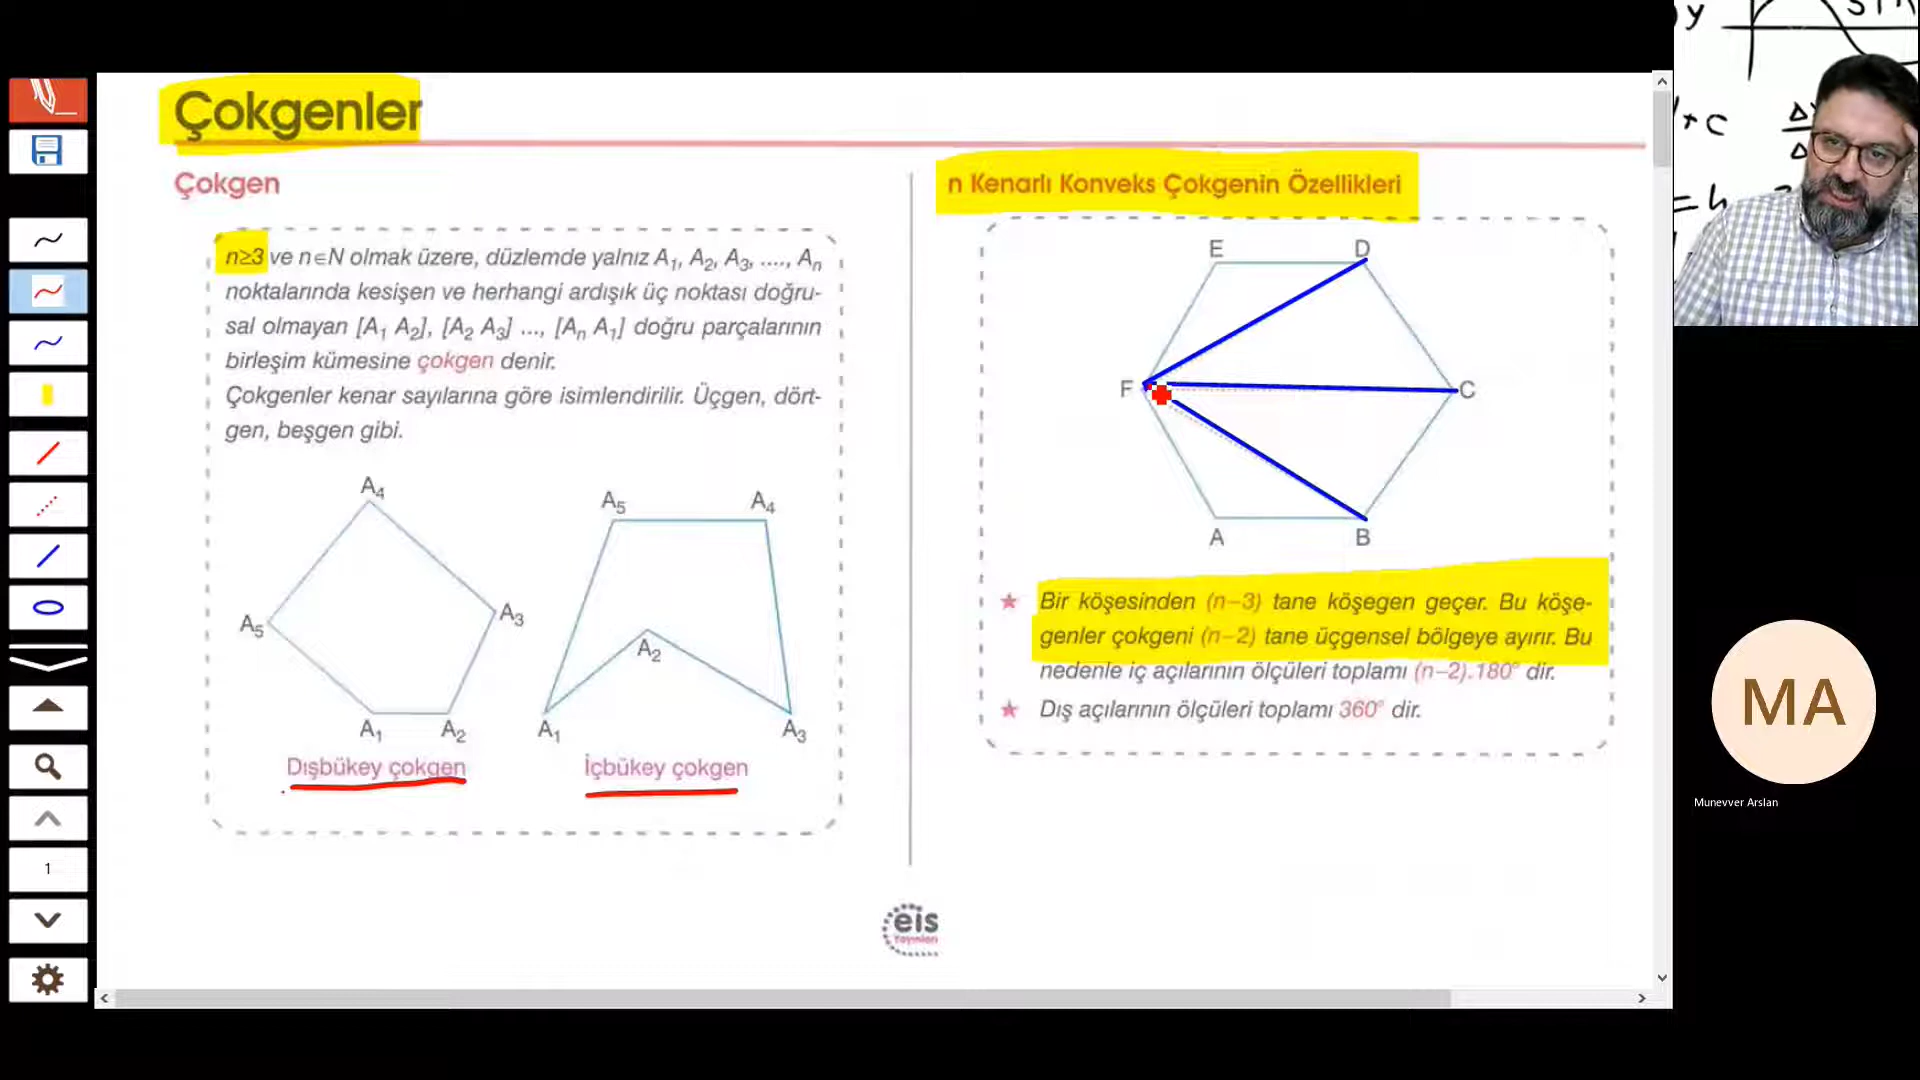 Çokgenler
Çokgen
n≥3 ve n∈N olmak üzere, düzlemde yalnız A₁, A₂, A₃, ...., Aₙ
noktalarında kesişen ve herhangi ardışık üç noktası doğru-
sal olmayan [A₁ A₂], [A₂ A₃] ..., [Aₙ A₁] doğru parçalarının
birleşim kümesine çokgen denir.
Çokgenler kenar sayılarına göre isimlendirilir. Üçgen, dört-
gen, beşgen gibi.
A₄
A₃
A₅
A₁
A₂
Dışbükey çokgen
A₅
A₄
A₂
A₁
A₃
İçbükey çokgen
n Kenarlı Konveks Çokgenin Özellikleri
E
D
F
C
A
B
★ Bir köşesinden (n−3) tane köşegen geçer. Bu köşe-
genler çokgeni (n−2) tane üçgensel bölgeye ayırır. Bu
nedenle iç açılarının ölçüleri toplamı (n−2).180° dir.
★ Dış açılarının ölçüleri toplamı 360° dir.
eis
Yayınları
1
y
+ c
= h
MA
Munevver Arslan